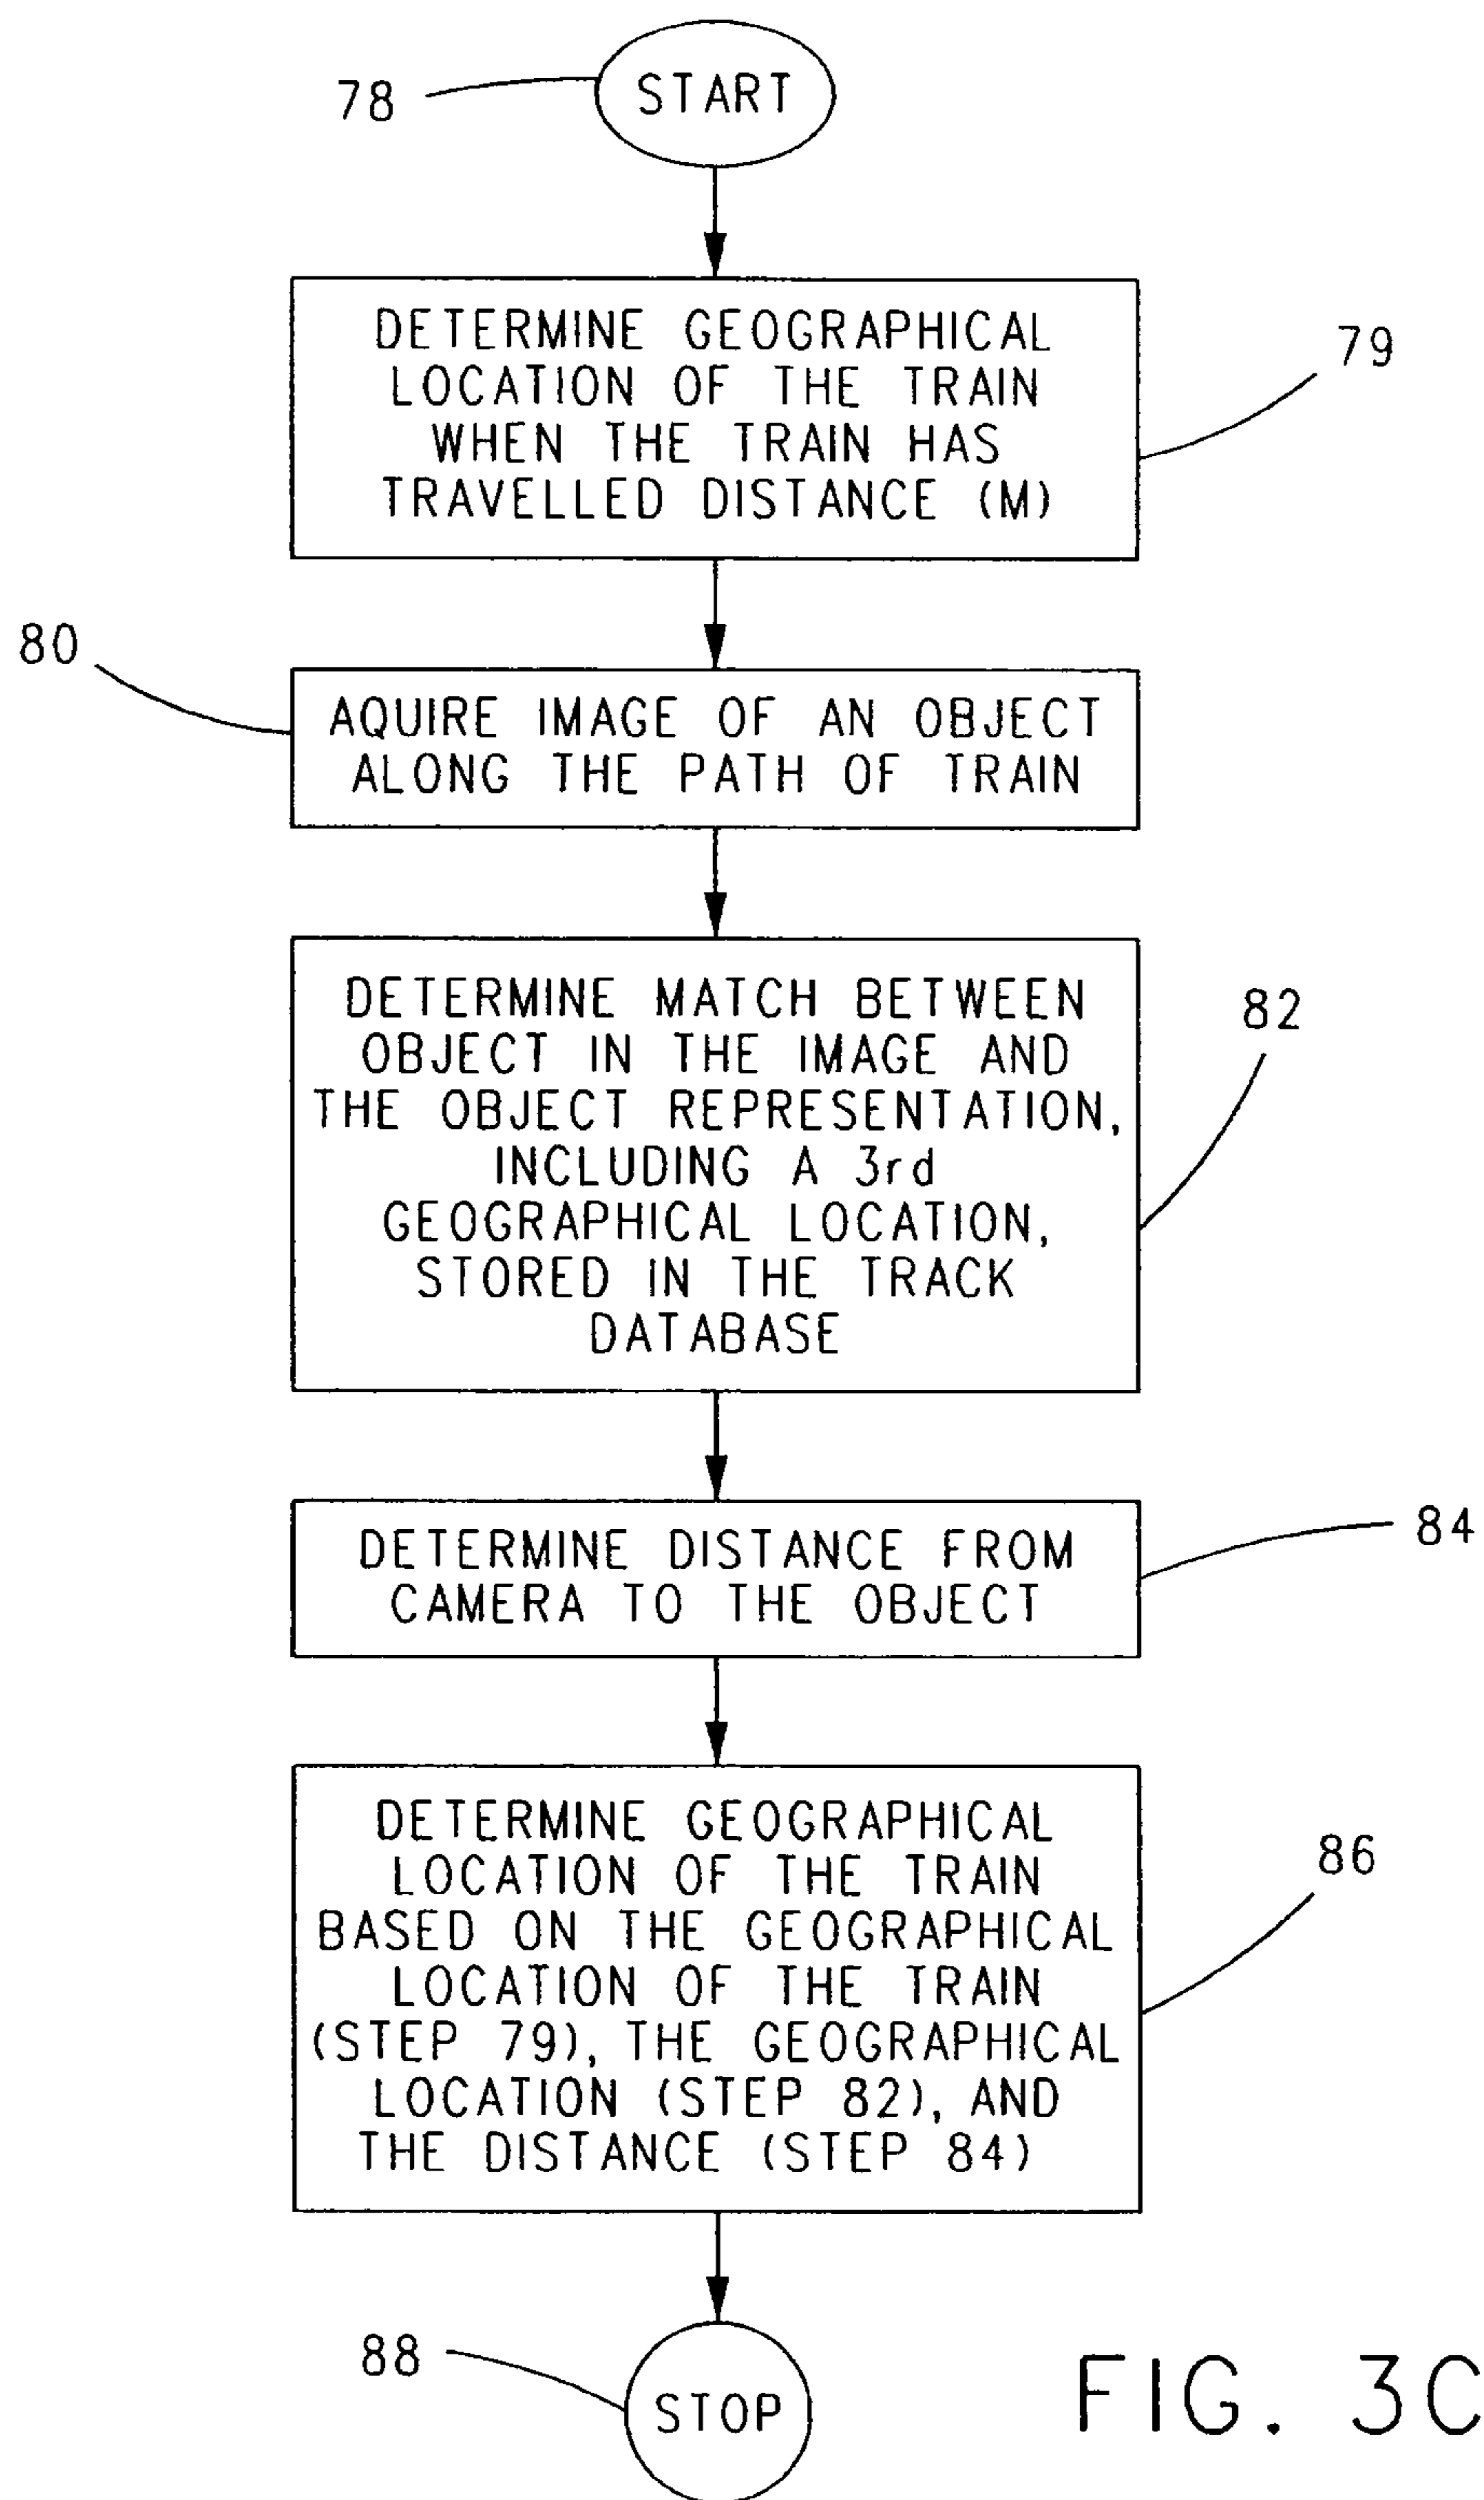 78
START
DETERMINE GEOGRAPHICAL
LOCATION OF THE TRAIN
WHEN THE TRAIN HAS
TRAVELLED DISTANCE (M)
79
80
AQUIRE IMAGE OF AN OBJECT
ALONG THE PATH OF TRAIN
DETERMINE MATCH BETWEEN
OBJECT IN THE IMAGE AND
THE OBJECT REPRESENTATION,
INCLUDING A 3rd
GEOGRAPHICAL LOCATION,
STORED IN THE TRACK
DATABASE
82
DETERMINE DISTANCE FROM
CAMERA TO THE OBJECT
84
DETERMINE GEOGRAPHICAL
LOCATION OF THE TRAIN
BASED ON THE GEOGRAPHICAL
LOCATION OF THE TRAIN
(STEP 79), THE GEOGRAPHICAL
LOCATION (STEP 82), AND
THE DISTANCE (STEP 84)
86
88
STOP
FIG. 3C